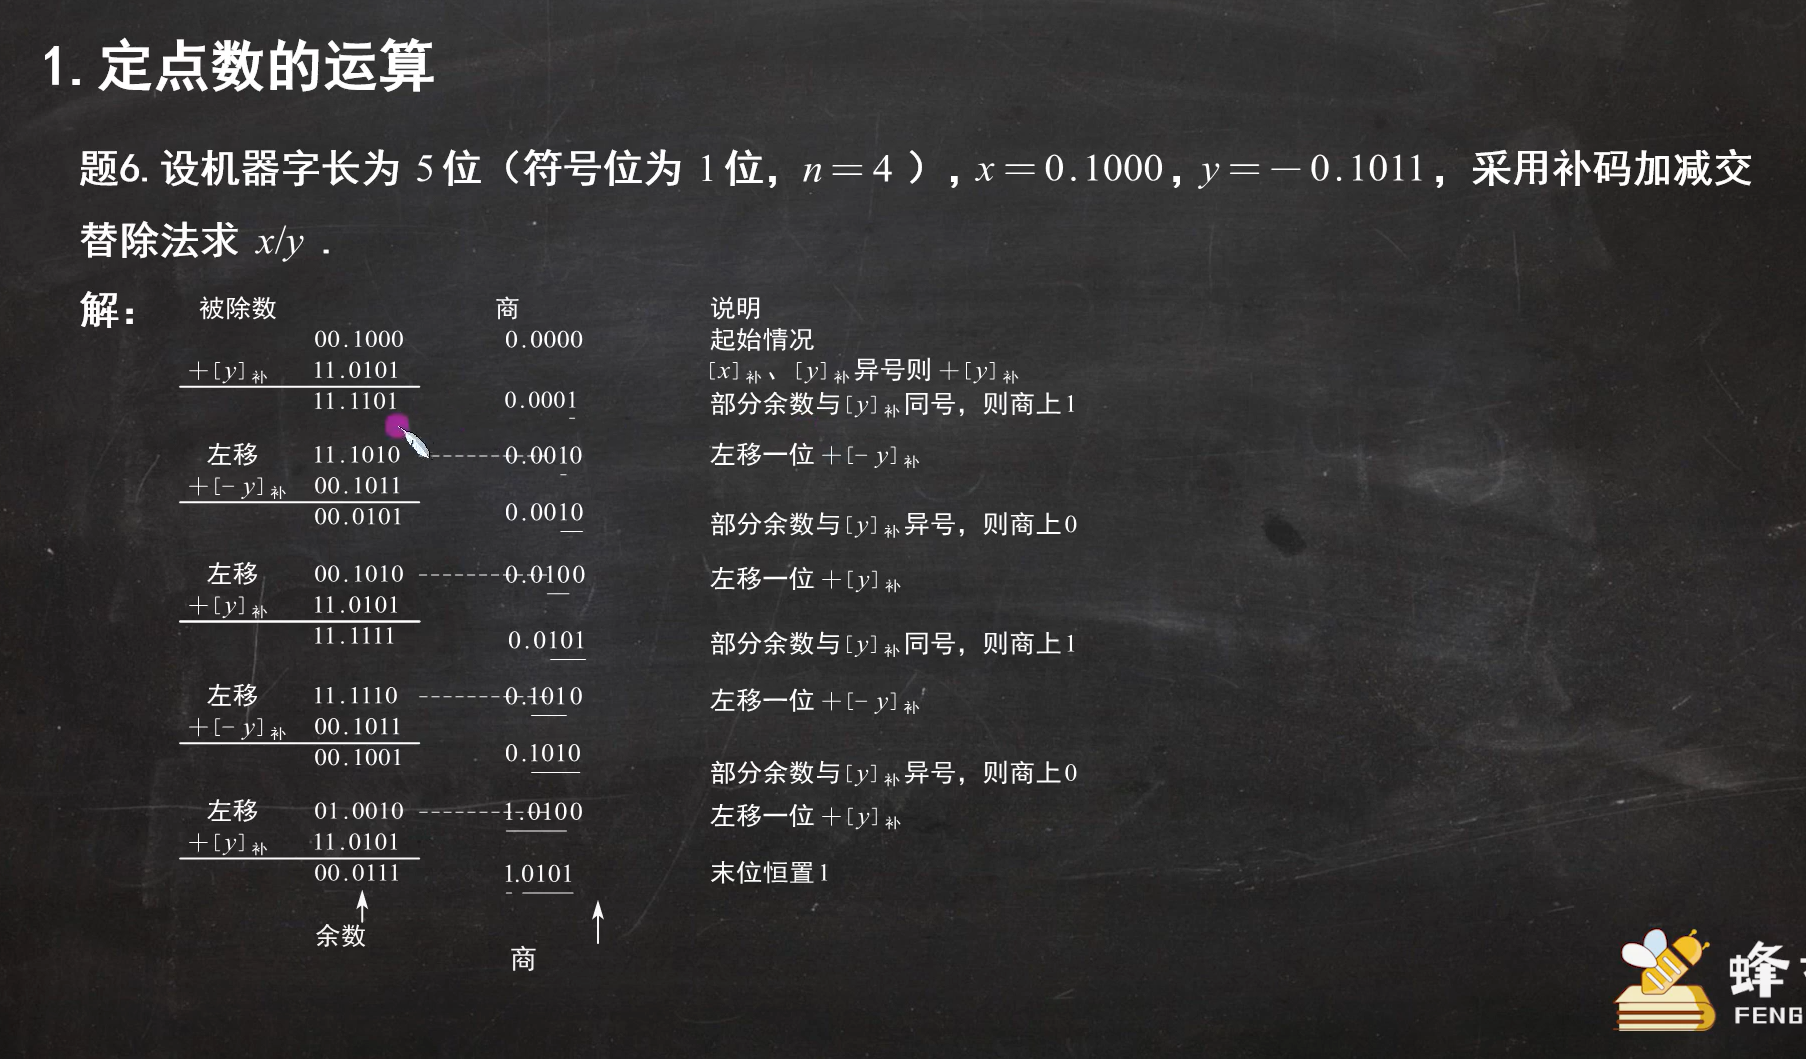 1. 定点数的运算
题6. 设机器字长为 5 位（符号位为 1 位，n＝4 ），x＝0.1000，y＝－0.1011，采用补码加减交
替除法求 x/y .
解：
被除数 商 说明
00.1000 0.0000 起始情况
＋[y]补 11.0101 [x]补、[y]补异号则＋[y]补
11.1101 0.0001 部分余数与[y]补同号，则商上1
左移 11.1010 0.0010 左移一位＋[－y]补
＋[－y]补 00.1011
00.0101 0.0010 部分余数与[y]补异号，则商上0
左移 00.1010 0.0100 左移一位＋[y]补
＋[y]补 11.0101
11.1111 0.0101 部分余数与[y]补同号，则商上1
左移 11.1110 0.1010 左移一位＋[－y]补
＋[－y]补 00.1011
00.1001 0.1010 部分余数与[y]补异号，则商上0
左移 01.0010 1.0100 左移一位＋[y]补
＋[y]补 11.0101
00.0111 1.0101 末位恒置1
余数
商
蜂
FENG